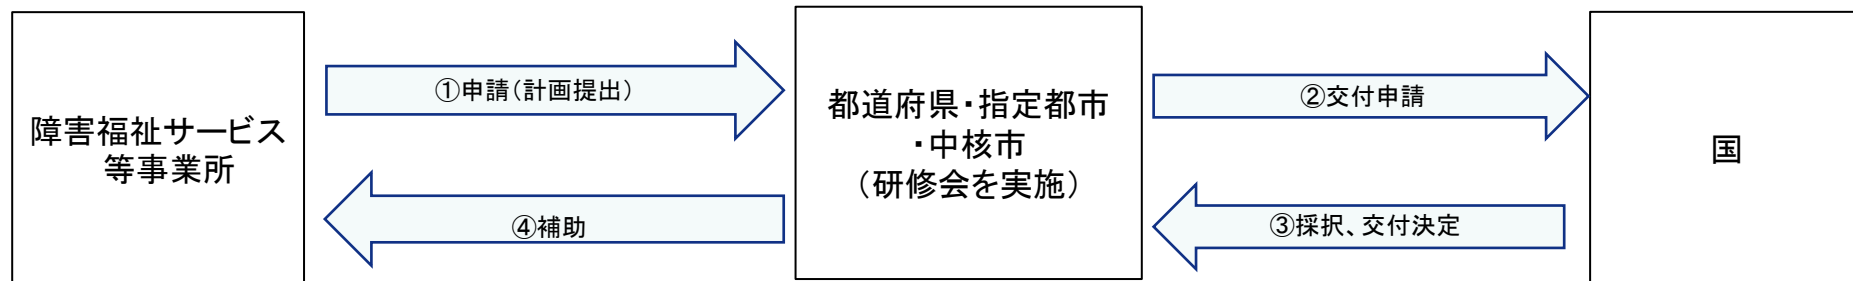 障害福祉サービス
等事業所
①申請（計画提出）
④補助
都道府県・指定都市
・中核市
（研修会を実施）
②交付申請
③採択、交付決定
国